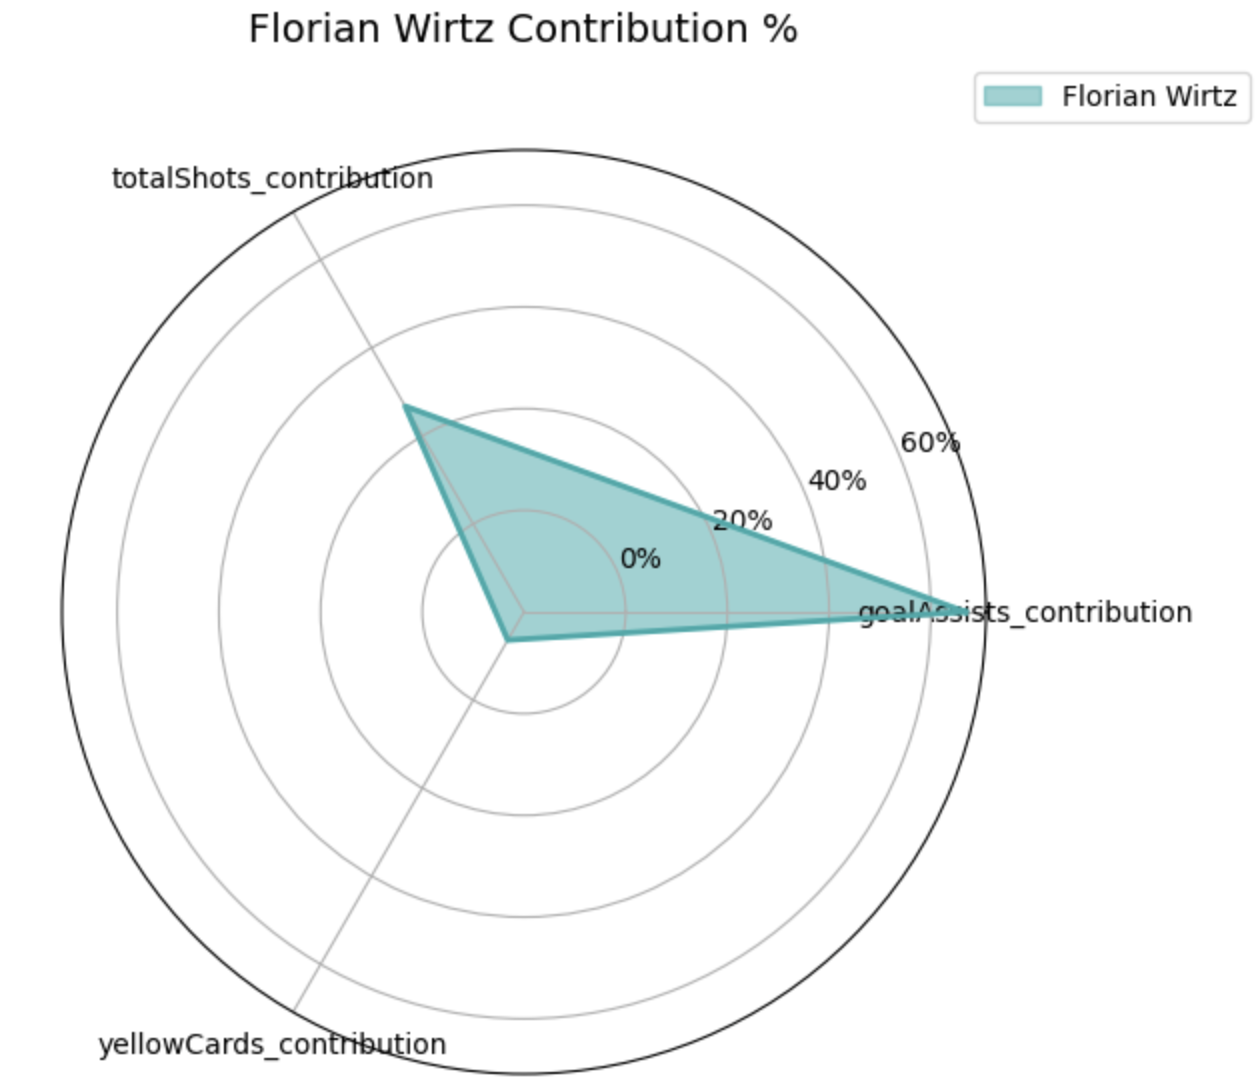 Florian Wirtz Contribution %
Florian Wirtz
totalShots_contribution
60%
40%
20%
0%
goalAssists_contribution
yellowCards_contribution